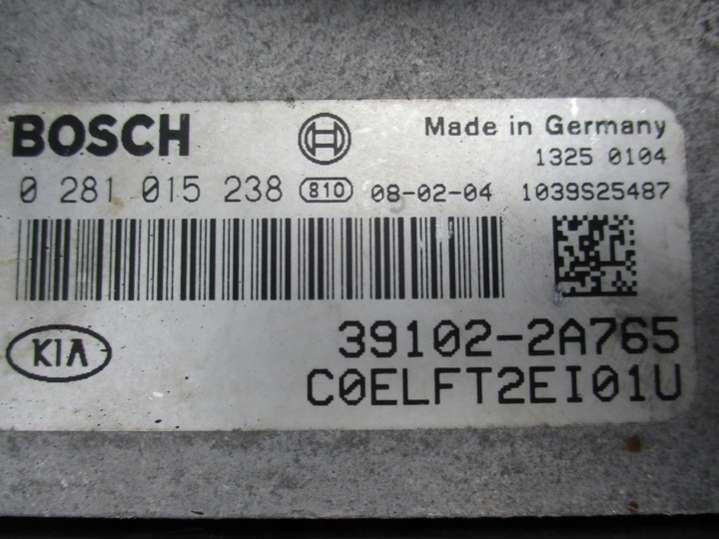 BOSCH
Made in Germany
1325 0104
0 281 015 238 810 08-02-04 1039S25487
KIA
39102-2A765
C0ELFT2EI01U